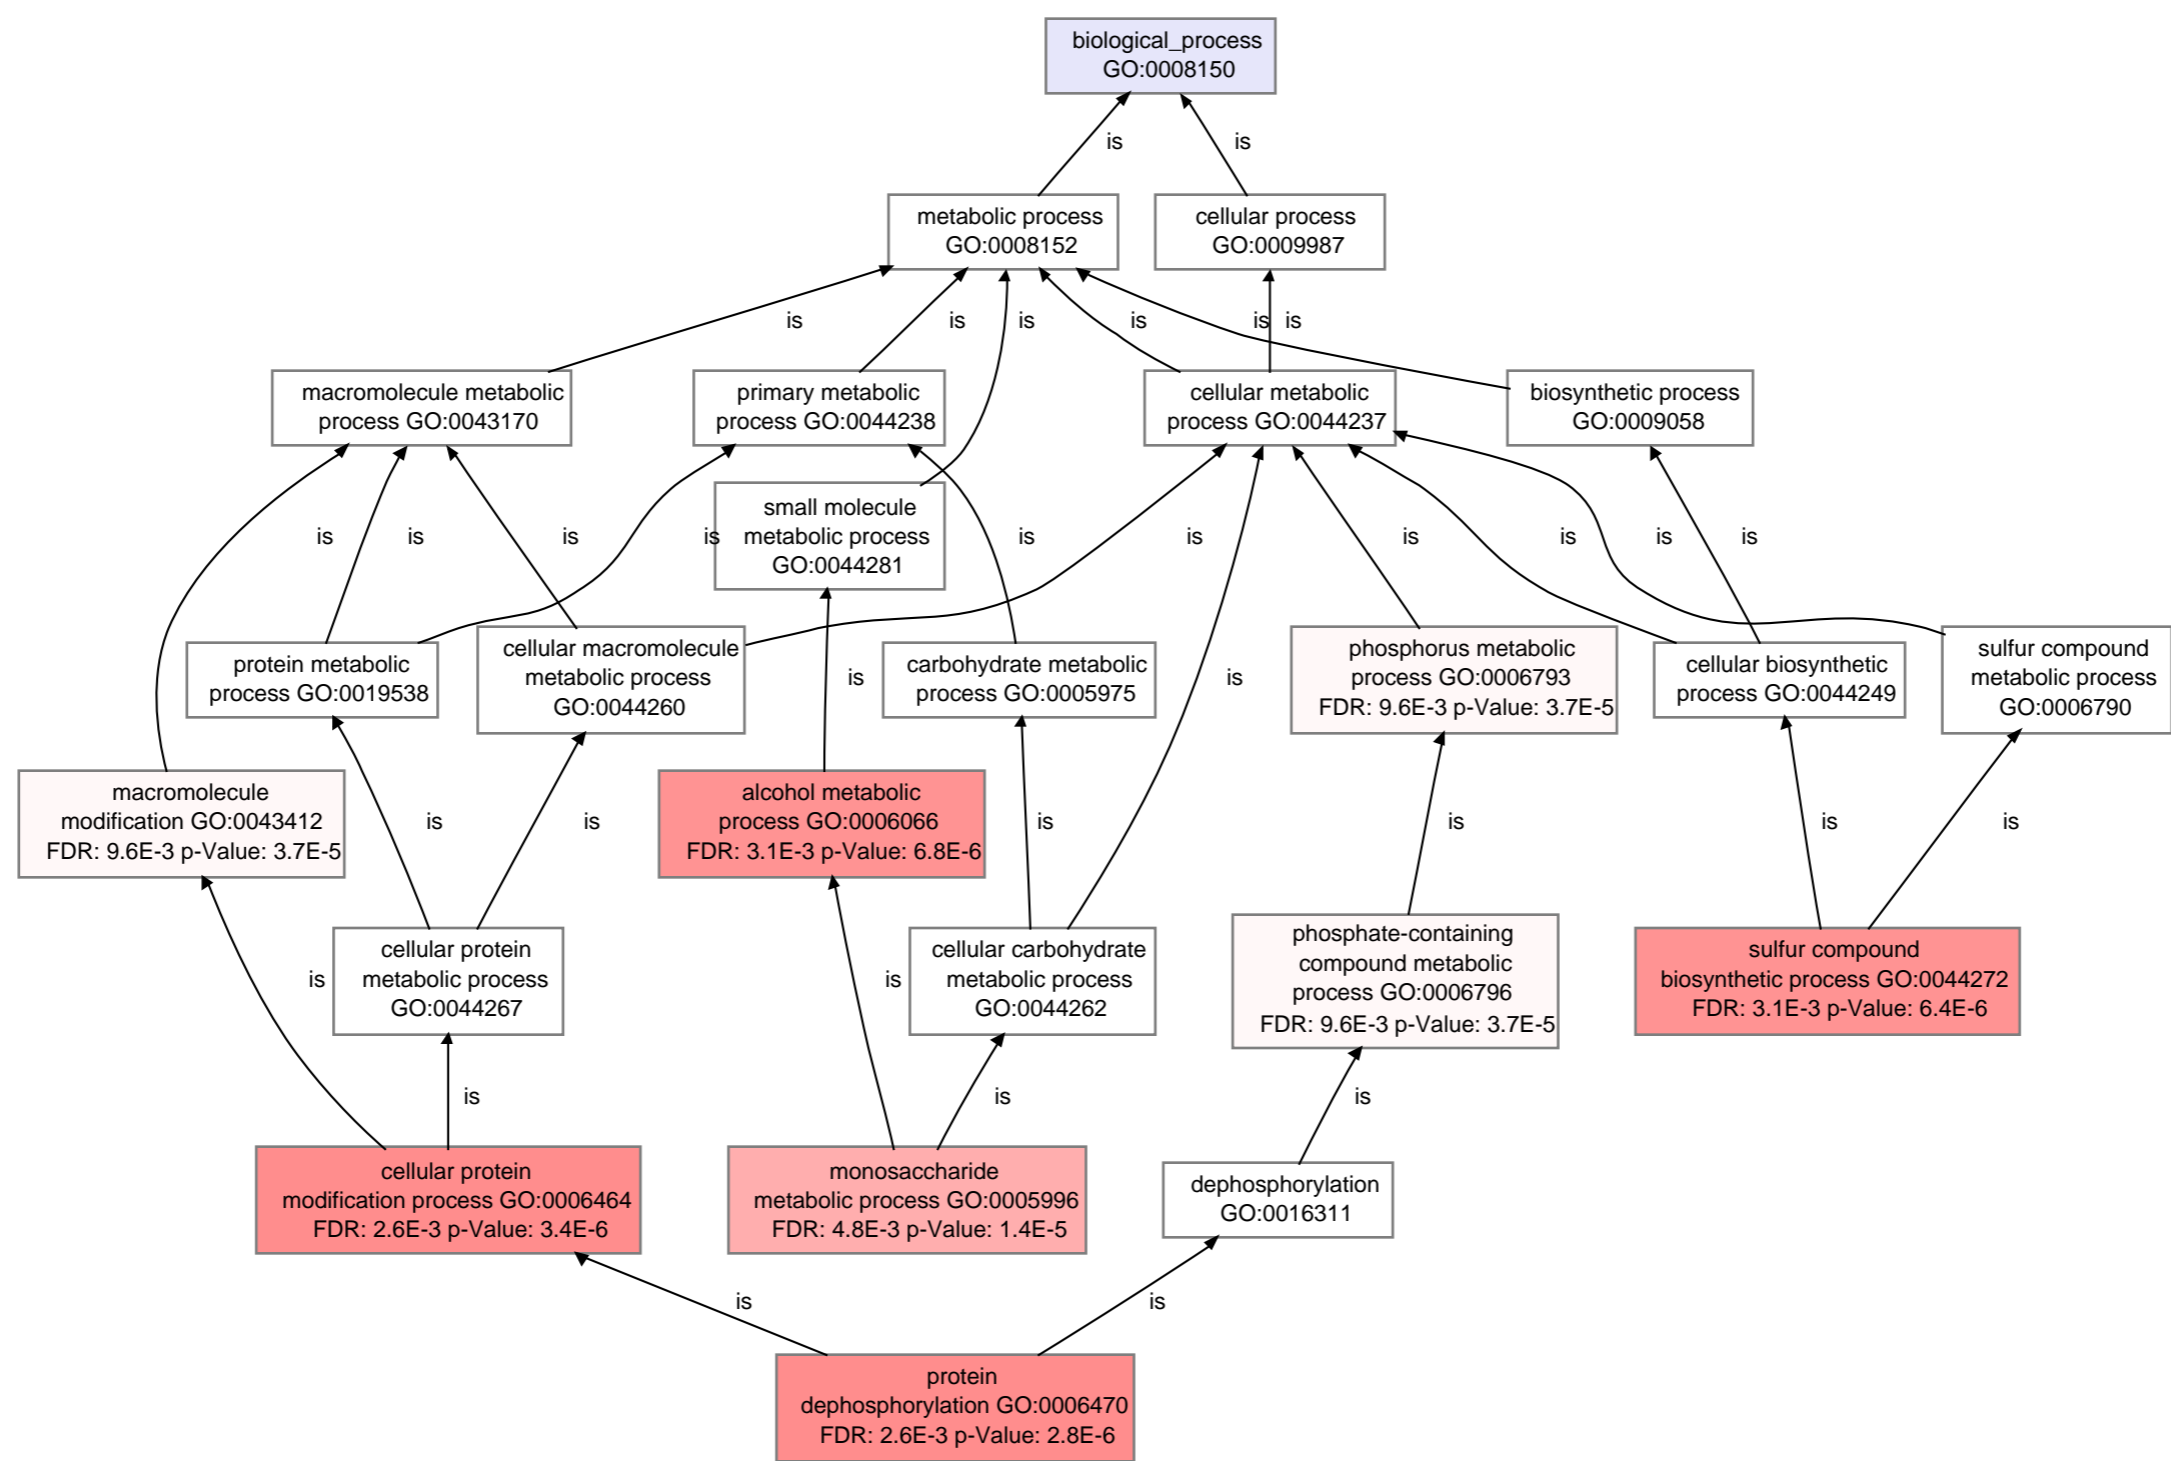 biological_process
GO:0008150
is
is
metabolic process
GO:0008152
cellular process
GO:0009987
is
is
is
is
is
is
macromolecule metabolic
process GO:0043170
primary metabolic
process GO:0044238
cellular metabolic
process GO:0044237
biosynthetic process
GO:0009058
small molecule
metabolic process
GO:0044281
is
is
is
is
is
is
is
is
is
is
protein metabolic
process GO:0019538
cellular macromolecule
metabolic process
GO:0044260
is
carbohydrate metabolic
process GO:0005975
is
phosphorus metabolic
process GO:0006793
FDR: 9.6E-3 p-Value: 3.7E-5
cellular biosynthetic
process GO:0044249
sulfur compound
metabolic process
GO:0006790
macromolecule
modification GO:0043412
FDR: 9.6E-3 p-Value: 3.7E-5
is
is
alcohol metabolic
process GO:0006066
FDR: 3.1E-3 p-Value: 6.8E-6
is
is
is
is
is
cellular protein
metabolic process
GO:0044267
is
cellular carbohydrate
metabolic process
GO:0044262
phosphate-containing
compound metabolic
process GO:0006796
FDR: 9.6E-3 p-Value: 3.7E-5
sulfur compound
biosynthetic process GO:0044272
FDR: 3.1E-3 p-Value: 6.4E-6
is
is
is
cellular protein
modification process GO:0006464
FDR: 2.6E-3 p-Value: 3.4E-6
monosaccharide
metabolic process GO:0005996
FDR: 4.8E-3 p-Value: 1.4E-5
dephosphorylation
GO:0016311
is
is
protein
dephosphorylation GO:0006470
FDR: 2.6E-3 p-Value: 2.8E-6